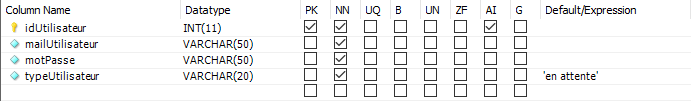 Column Name Datatype PK NN UQ B UN ZF AI G Default/Expression
idUtilisateur INT(11)
mailUtilisateur VARCHAR(50)
motPasse VARCHAR(50)
typeUtilisateur VARCHAR(20) 'en attente'